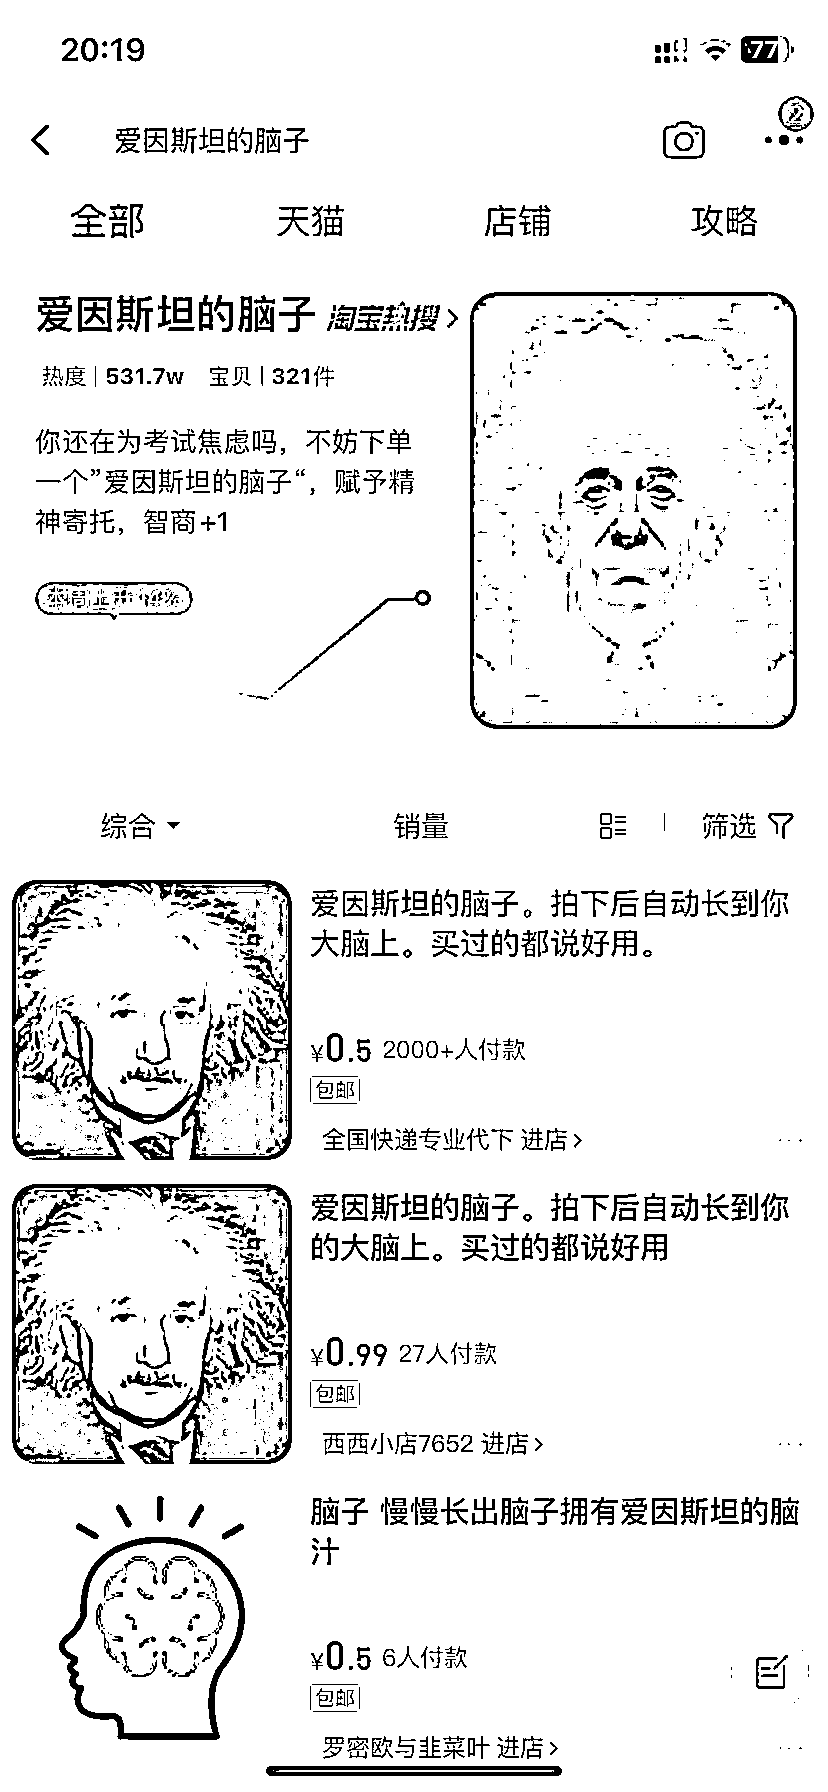 20:19
77
爱因斯坦的脑子
全部 天猫 店铺 攻略
爱因斯坦的脑子 淘宝热搜
热度 | 531.7w 宝贝 | 321件
你还在为考试焦虑吗，不妨下单
一个”爱因斯坦的脑子“，赋予精
神寄托，智商+1
综合 销量 筛选
爱因斯坦的脑子。拍下后自动长到你
大脑上。买过的都说好用。
¥0.5 2000+人付款
包邮
全国快递专业代下 进店
爱因斯坦的脑子。拍下后自动长到你
的大脑上。买过的都说好用
¥0.99 27人付款
包邮
西西小店7652 进店
脑子 慢慢长出脑子拥有爱因斯坦的脑
汁
¥0.5 6人付款
包邮
罗密欧与韭菜叶 进店